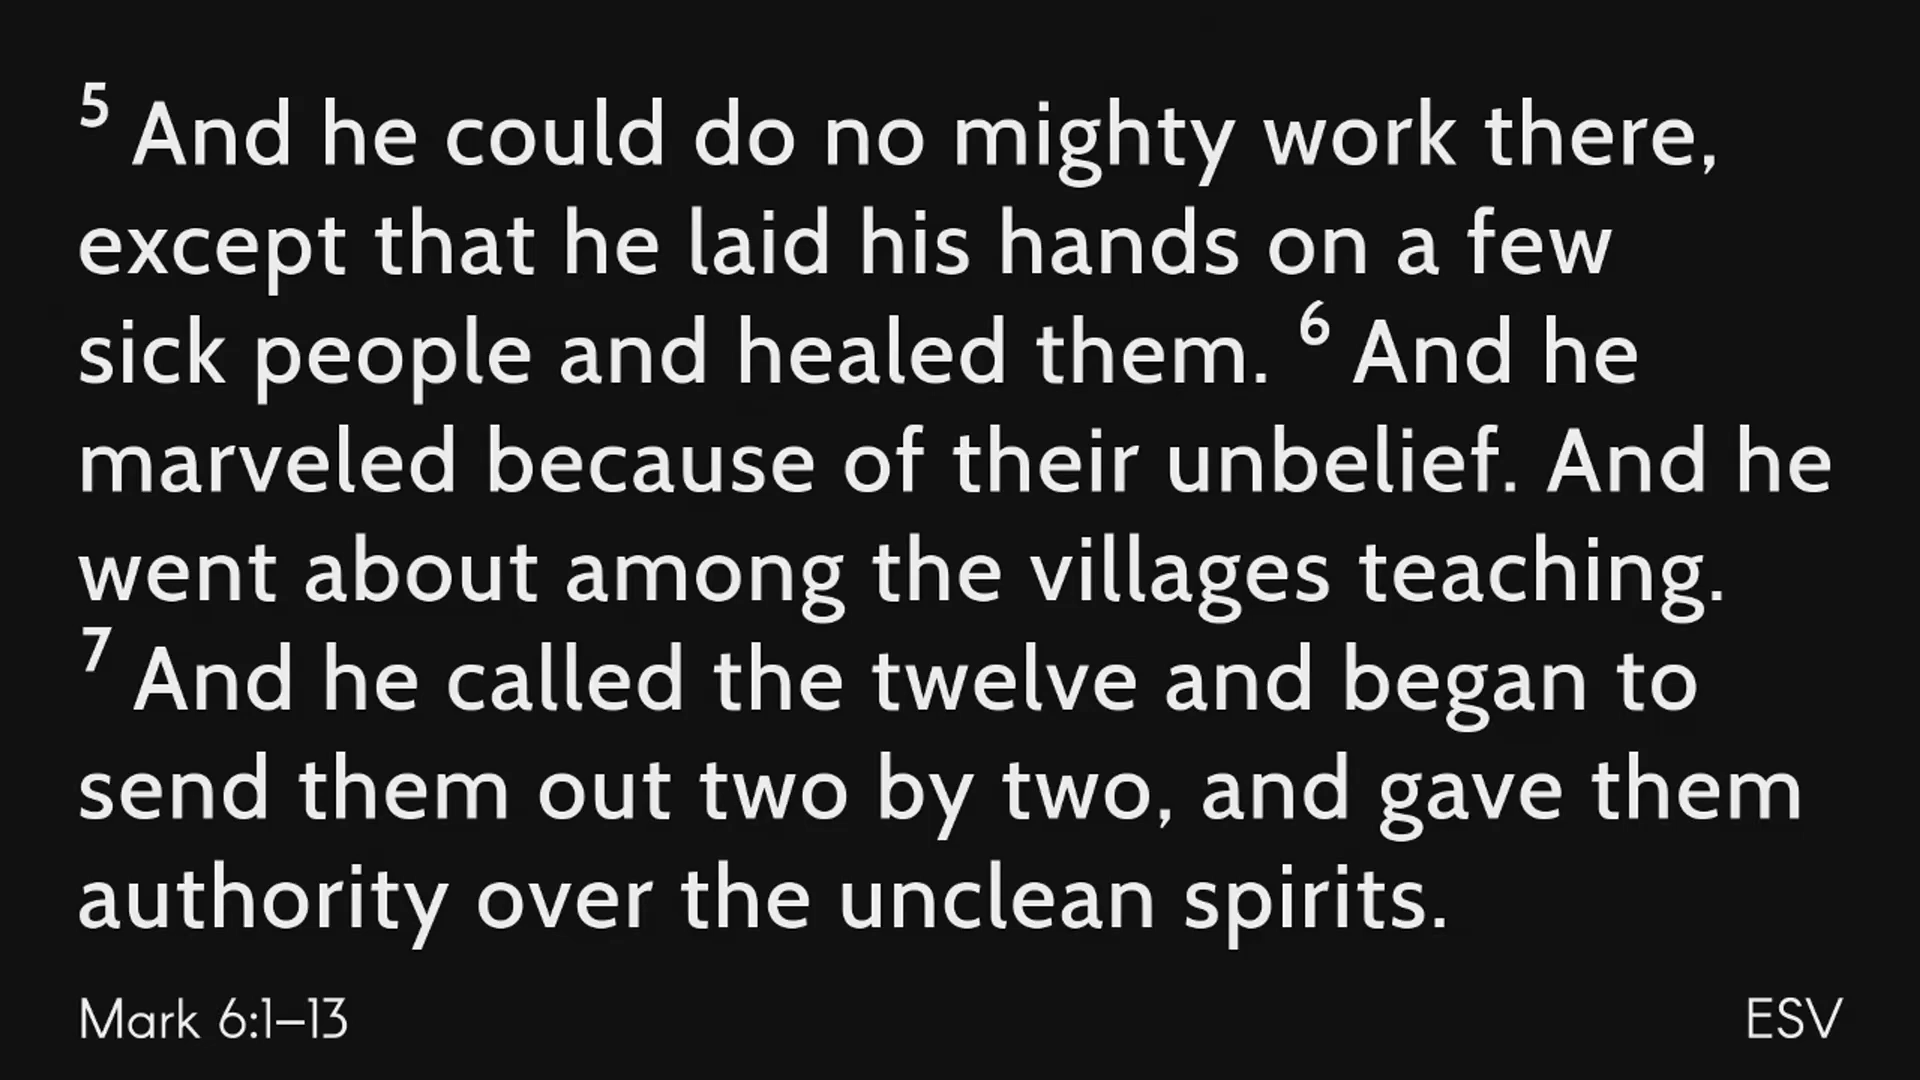 5 And he could do no mighty work there,
except that he laid his hands on a few
sick people and healed them. 6 And he
marveled because of their unbelief. And he
went about among the villages teaching.
7 And he called the twelve and began to
send them out two by two, and gave them
authority over the unclean spirits.
Mark 6:1–13
ESV